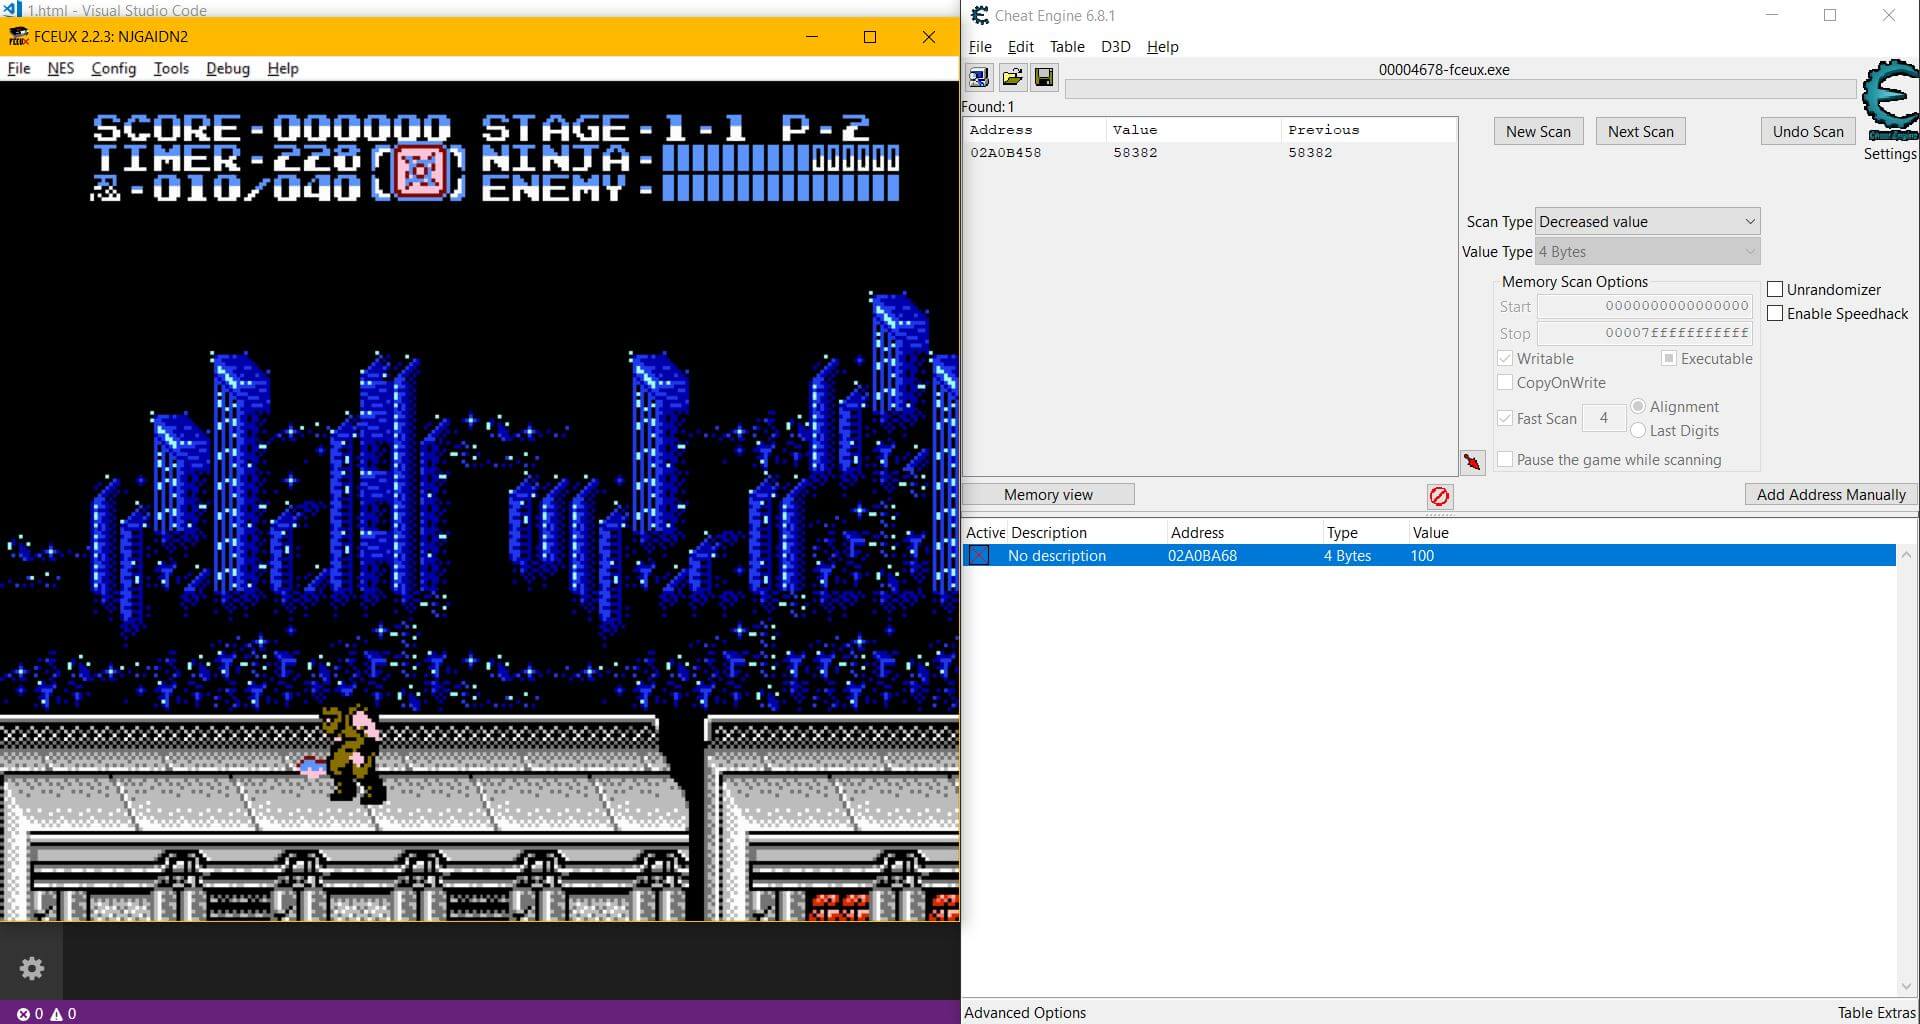 1.html - Visual Studio Code
FCEUX 2.2.3: NJGAIDN2
File NES Config Tools Debug Help
SCORE-000000 STAGE-1-1 P-2
TIMER-228 NINJA-
-010/040 ENEMY-
0 0
Cheat Engine 6.8.1
File Edit Table D3D Help
00004678-fceux.exe
Found: 1
Address Value Previous
02A0B458 58382 58382
New Scan Next Scan Undo Scan
Cheat Engine
Settings
Scan Type Decreased value
Value Type 4 Bytes
Memory Scan Options
Start 0000000000000000
Stop 00007fffffffffff
Writable Executable
CopyOnWrite
Fast Scan 4 Alignment
Last Digits
Pause the game while scanning
Unrandomizer
Enable Speedhack
Memory view Add Address Manually
Active Description Address Type Value
No description 02A0BA68 4 Bytes 100
Advanced Options Table Extras